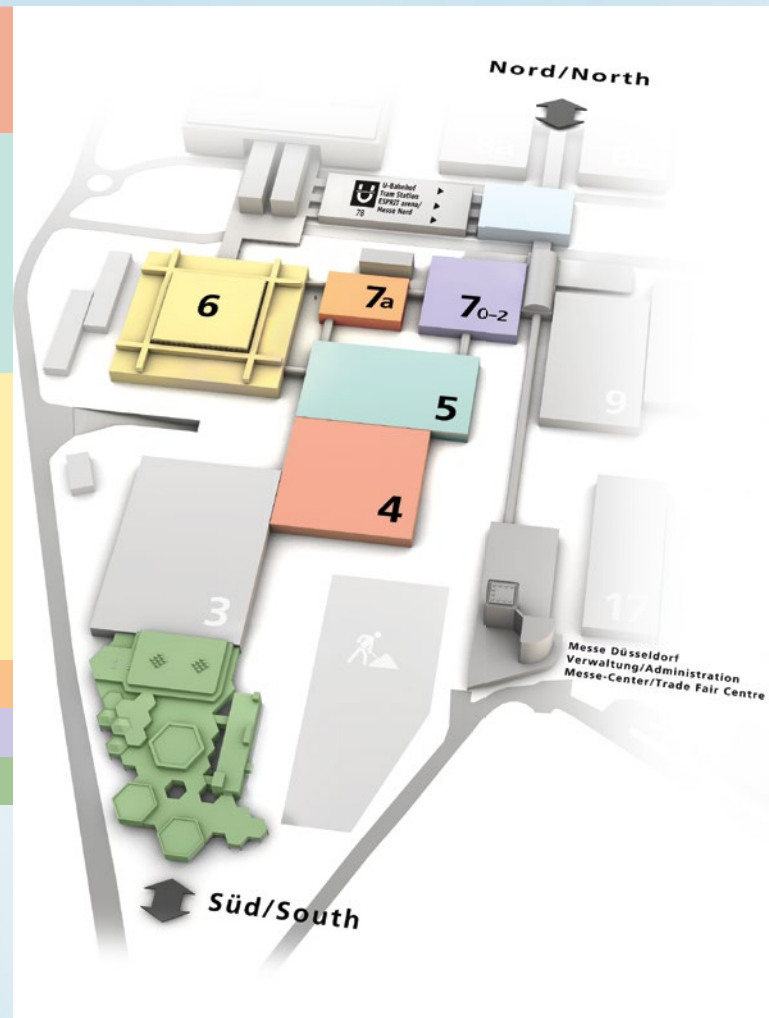 Nord/North
U
U-Bahnhof
Tram Station
ESPRIT arena/
Messe Nord
78
6
7a
70-2
5
9
4
3
17
Messe Düsseldorf
Verwaltung/Administration
Messe-Center/Trade Fair Centre
Süd/South